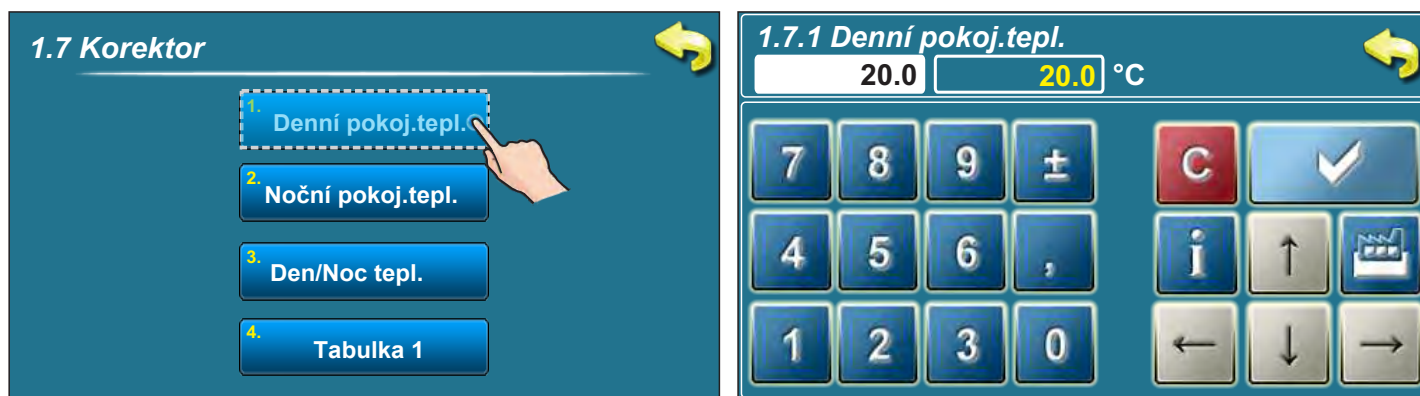 1.7 Korektor
1. Denní pokoj.tepl.
2. Noční pokoj.tepl.
3. Den/Noc tepl.
4. Tabulka 1
1.7.1 Denní pokoj.tepl.
20.0 20.0 °C
7 8 9 ± C
4 5 6 , i ↑
1 2 3 0 ← ↓ →